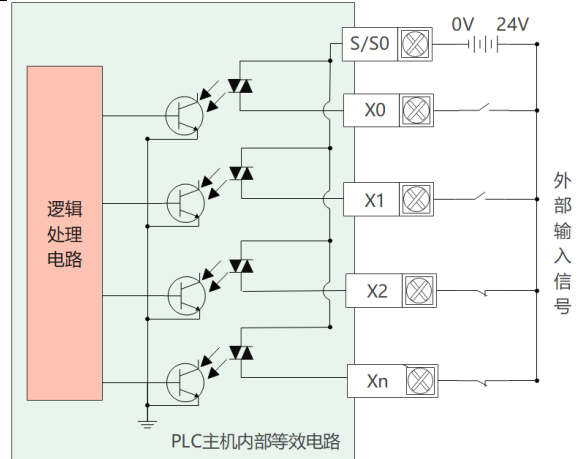 0V 24V
S/S0
X0
X1
X2
Xn
逻辑
处理
电路
外
部
输
入
信
号
PLC主机内部等效电路